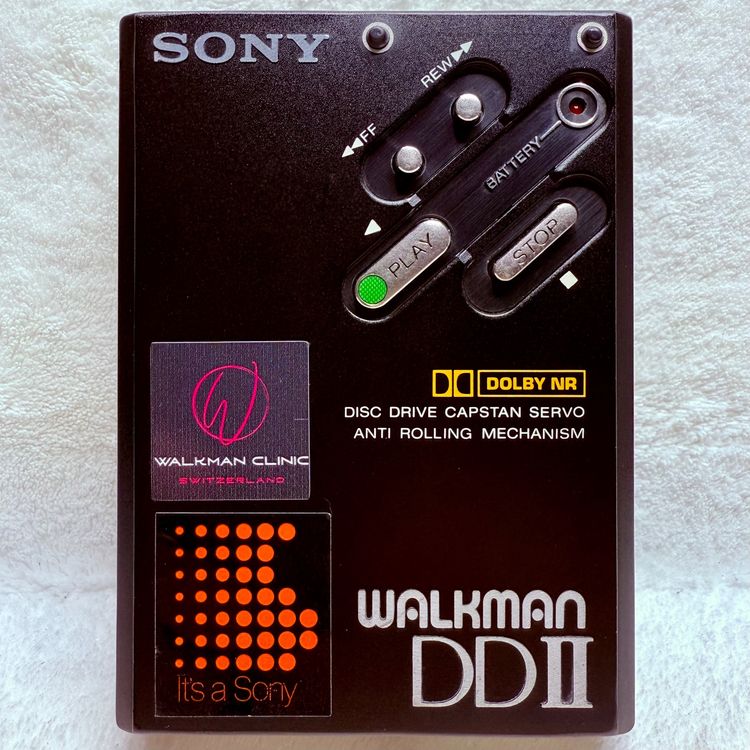 SONY
REW
FF
BATTERY
PLAY
STOP
DOLBY NR
DISC DRIVE CAPSTAN SERVO
ANTI ROLLING MECHANISM
W
WALKMAN CLINIC
SWITZERLAND
It's a Sony
WALKMAN
DDII